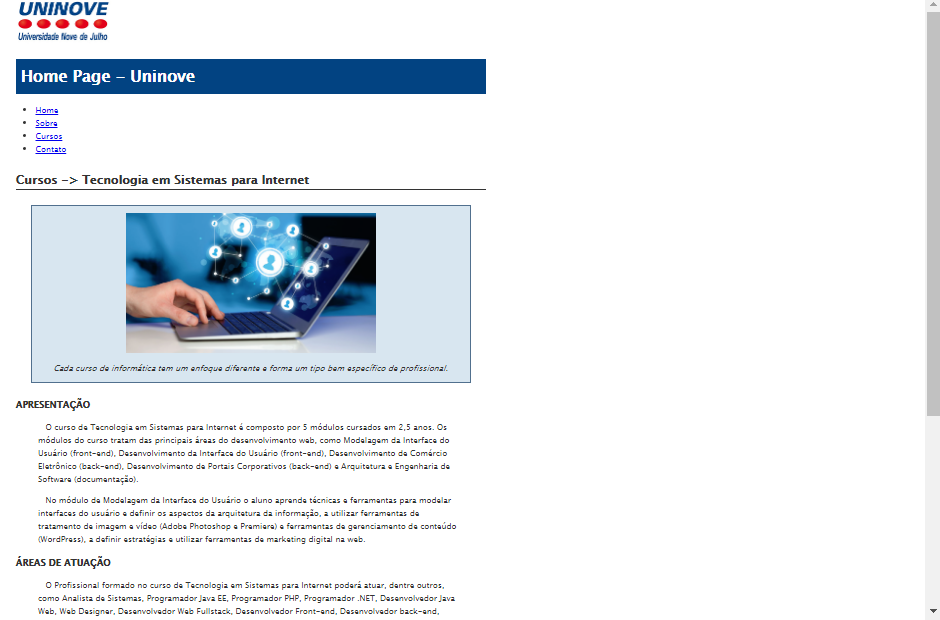 UNINOVE
Universidade Nove de Julho
Home Page - Uninove
Home
Sobre
Cursos
Contato
Cursos -> Tecnologia em Sistemas para Internet
Cada curso de informática tem um enfoque diferente e forma um tipo bem específico de profissional.
APRESENTAÇÃO
O curso de Tecnologia em Sistemas para Internet é composto por 5 módulos cursados em 2,5 anos. Os
módulos do curso tratam das principais áreas do desenvolvimento web, como Modelagem da Interface do
Usuário (front-end), Desenvolvimento da Interface do Usuário (front-end), Desenvolvimento de Comércio
Eletrônico (back-end), Desenvolvimento de Portais Corporativos (back-end) e Arquitetura e Engenharia de
Software (documentação).
No módulo de Modelagem da Interface do Usuário o aluno aprende técnicas e ferramentas para modelar
interfaces do usuário e definir os aspectos da arquitetura da informação, a utilizar ferramentas de
tratamento de imagem e vídeo (Adobe Photoshop e Premiere) e ferramentas de gerenciamento de conteúdo
(WordPress), a definir estratégias e utilizar ferramentas de marketing digital na web.
ÁREAS DE ATUAÇÃO
O Profissional formado no curso de Tecnologia em Sistemas para Internet poderá atuar, dentre outros,
como Analista de Sistemas, Programador Java EE, Programador PHP, Programador .NET, Desenvolvedor Java
Web, Web Designer, Desenvolvedor Web Fullstack, Desenvolvedor Front-end, Desenvolvedor back-end,